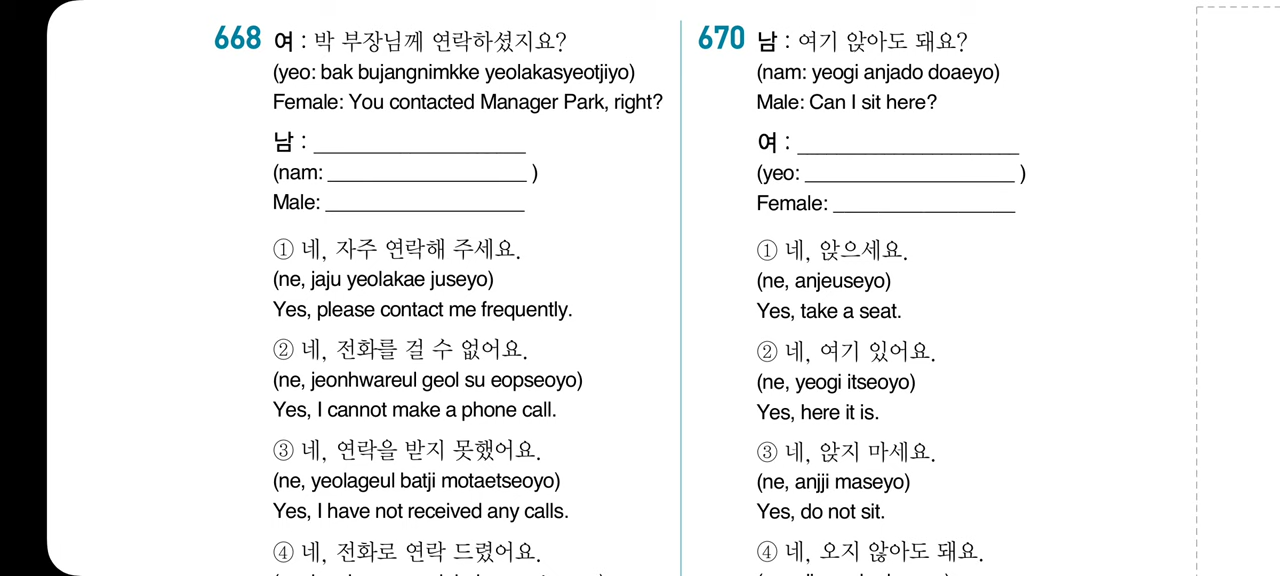 668 여 : 박 부장님께 연락하셨지요?
(yeo: bak bujangnimkke yeolakasyeotjiyo)
Female: You contacted Manager Park, right?
남 : ____________________
(nam: ____________________ )
Male: ____________________
① 네, 자주 연락해 주세요.
(ne, jaju yeolakae juseyo)
Yes, please contact me frequently.
② 네, 전화를 걸 수 없어요.
(ne, jeonhwareul geol su eopseoyo)
Yes, I cannot make a phone call.
③ 네, 연락을 받지 못했어요.
(ne, yeolageul batji motaetseoyo)
Yes, I have not received any calls.
④ 네, 전화로 연락 드렸어요.
670 남 : 여기 앉아도 돼요?
(nam: yeogi anjado doaeyo)
Male: Can I sit here?
여 : ____________________
(yeo: ____________________ )
Female: ____________________
① 네, 앉으세요.
(ne, anjeuseyo)
Yes, take a seat.
② 네, 여기 있어요.
(ne, yeogi itseoyo)
Yes, here it is.
③ 네, 앉지 마세요.
(ne, anjji maseyo)
Yes, do not sit.
④ 네, 오지 않아도 돼요.